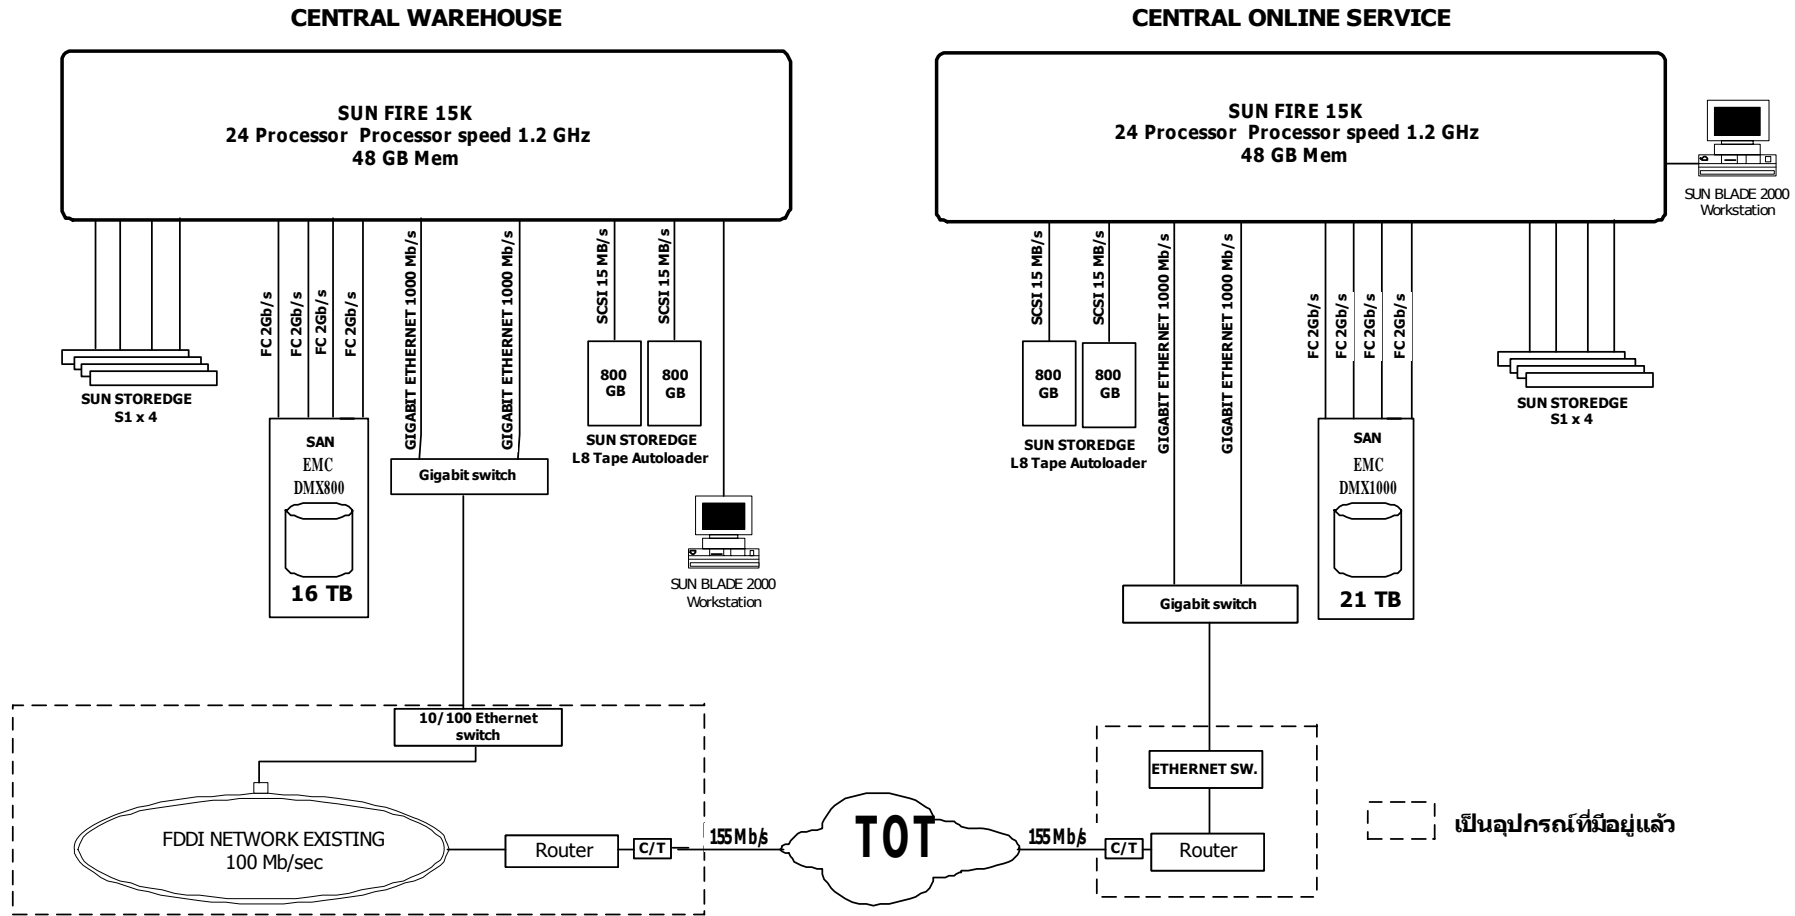 CENTRAL WAREHOUSE
SUN FIRE 15K
24 Processor Processor speed 1.2 GHz
48 GB Mem
FC 2Gb/s
FC 2Gb/s
FC 2Gb/s
FC 2Gb/s
GIGABIT ETHERNET 1000 Mb/s
GIGABIT ETHERNET 1000 Mb/s
SCSI 15 MB/s
SCSI 15 MB/s
SUN STOREDGE
S1 x 4
SAN
EMC
DMX800
16 TB
Gigabit switch
800
GB
800
GB
SUN STOREDGE
L8 Tape Autoloader
SUN BLADE 2000
Workstation
10/100 Ethernet
switch
FDDI NETWORK EXISTING
100 Mb/sec
Router
C/T
155 Mb/s
TOT
155 Mb/s
CENTRAL ONLINE SERVICE
SUN FIRE 15K
24 Processor Processor speed 1.2 GHz
48 GB Mem
SUN BLADE 2000
Workstation
SCSI 15 MB/s
SCSI 15 MB/s
GIGABIT ETHERNET 1000 Mb/s
GIGABIT ETHERNET 1000 Mb/s
FC 2Gb/s
FC 2Gb/s
FC 2Gb/s
FC 2Gb/s
800
GB
800
GB
SUN STOREDGE
L8 Tape Autoloader
SAN
EMC
DMX1000
21 TB
SUN STOREDGE
S1 x 4
Gigabit switch
ETHERNET SW.
C/T
Router
เป็นอุปกรณ์ที่มีอยู่แล้ว